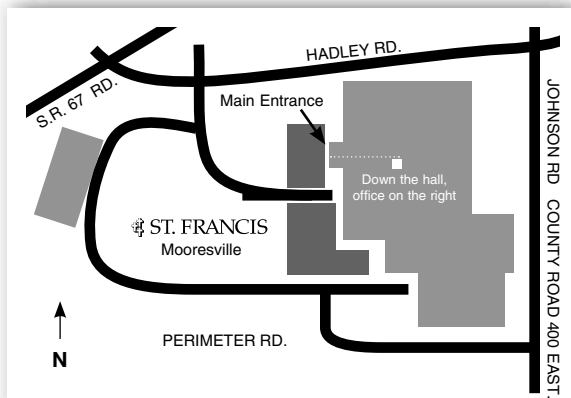 HADLEY RD.
S.R. 67 RD.
Main Entrance
Down the hall,
office on the right
ST. FRANCIS
Mooresville
JOHNSON RD COUNTY ROAD 400 EAST.
PERIMETER RD.
N